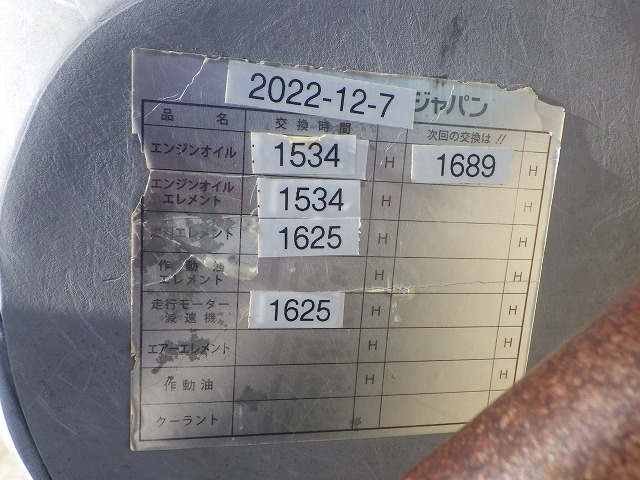 2022-12-7 ジャパン
品 名 交換時間 次回の交換は!!
エンジンオイル 1534 H 1689 H
エンジンオイルエレメント 1534 H H
エレメント 1625 H H
作動油エレメント H H
走行モーター減速機 1625 H H
エアーエレメント H H
作動油 H H
クーラント